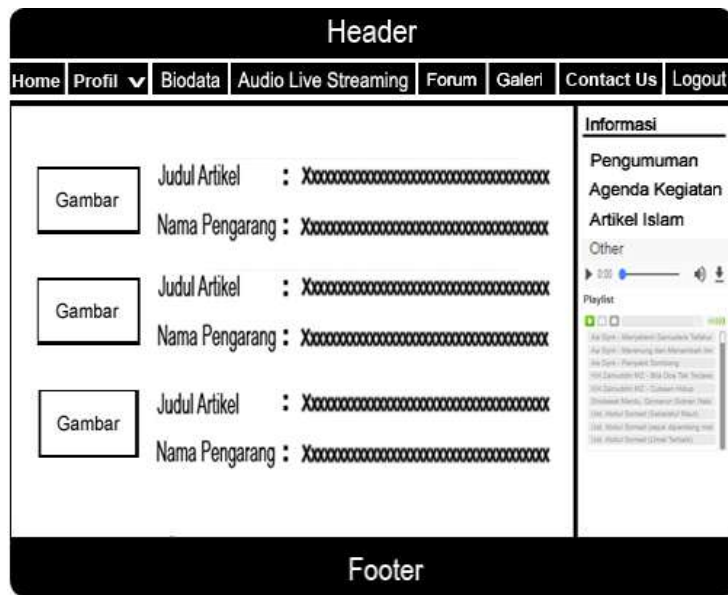 Header
Home Profil Biodata Audio Live Streaming Forum Galeri Contact Us Logout
Gambar
Judul Artikel : Xxxxxxxxxxxxxxxxxxxxxxxxxxxxxxxxxxx
Nama Pengarang : Xxxxxxxxxxxxxxxxxxxxxxxxxxxxxxxxxxx
Gambar
Judul Artikel : Xxxxxxxxxxxxxxxxxxxxxxxxxxxxxxxxxxx
Nama Pengarang : Xxxxxxxxxxxxxxxxxxxxxxxxxxxxxxxxxxx
Gambar
Judul Artikel : Xxxxxxxxxxxxxxxxxxxxxxxxxxxxxxxxxxx
Nama Pengarang : Xxxxxxxxxxxxxxxxxxxxxxxxxxxxxxxxxxx
Informasi
Pengumuman
Agenda Kegiatan
Artikel Islam
Other
0:00
Playlist
Footer